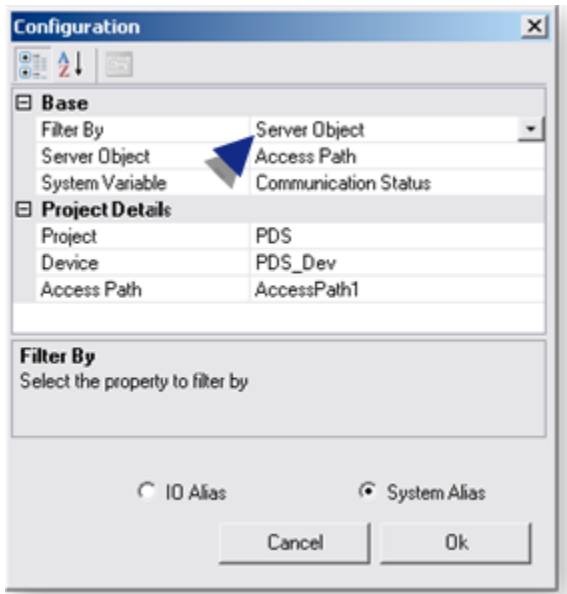 Configuration
Base
Filter By Server Object
Server Object Access Path
System Variable Communication Status
Project Details
Project PDS
Device PDS_Dev
Access Path AccessPath1
Filter By
Select the property to filter by
IO Alias System Alias
Cancel Ok